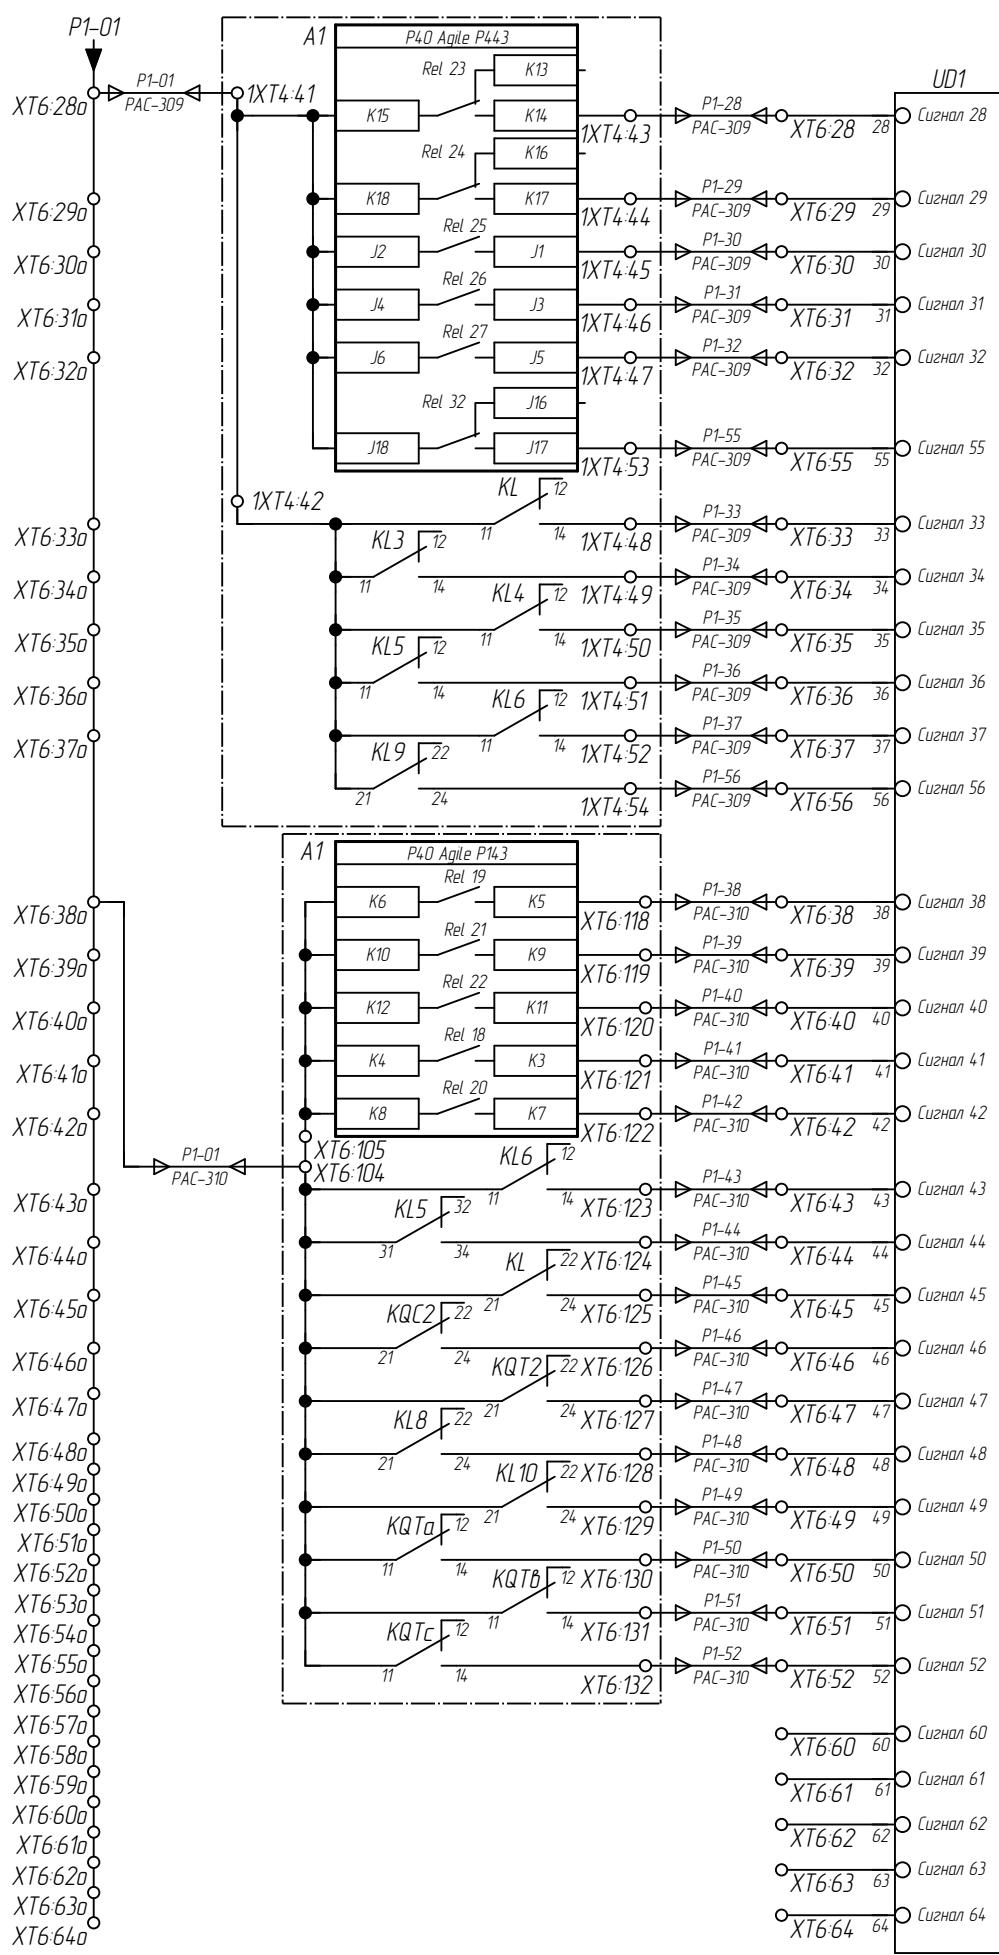 P1-01
A1
P40 Agile P443
UD1
Rel 23
K13
P1-01
PAC-309
XT6:28a
1XT4:41
K15
K14
1XT4:43
P1-28
PAC-309
XT6:28
28
Сигнал 28
Rel 24
K16
XT6:29a
K18
K17
1XT4:44
P1-29
PAC-309
XT6:29
29
Сигнал 29
XT6:30a
J2
Rel 25
J1
1XT4:45
P1-30
PAC-309
XT6:30
30
Сигнал 30
XT6:31a
J4
Rel 26
J3
1XT4:46
P1-31
PAC-309
XT6:31
31
Сигнал 31
XT6:32a
J6
Rel 27
J5
1XT4:47
P1-32
PAC-309
XT6:32
32
Сигнал 32
Rel 32
J16
J18
J17
1XT4:53
P1-55
PAC-309
XT6:55
55
Сигнал 55
1XT4:42
XT6:33a
KL
11
12
14
1XT4:48
P1-33
PAC-309
XT6:33
33
Сигнал 33
XT6:34a
KL3
11
12
14
1XT4:49
P1-34
PAC-309
XT6:34
34
Сигнал 34
XT6:35a
KL4
11
12
14
1XT4:50
P1-35
PAC-309
XT6:35
35
Сигнал 35
XT6:36a
KL5
11
12
14
1XT4:51
P1-36
PAC-309
XT6:36
36
Сигнал 36
XT6:37a
KL6
11
12
14
1XT4:52
P1-37
PAC-309
XT6:37
37
Сигнал 37
KL9
21
22
24
1XT4:54
P1-56
PAC-309
XT6:56
56
Сигнал 56
A1
P40 Agile P143
XT6:38a
K6
Rel 19
K5
XT6:118
P1-38
PAC-310
XT6:38
38
Сигнал 38
XT6:39a
K10
Rel 21
K9
XT6:119
P1-39
PAC-310
XT6:39
39
Сигнал 39
XT6:40a
K12
Rel 22
K11
XT6:120
P1-40
PAC-310
XT6:40
40
Сигнал 40
XT6:41a
K4
Rel 18
K3
XT6:121
P1-41
PAC-310
XT6:41
41
Сигнал 41
XT6:42a
K8
Rel 20
K7
XT6:122
P1-42
PAC-310
XT6:42
42
Сигнал 42
P1-01
PAC-310
XT6:105
XT6:104
XT6:43a
KL6
11
12
14
XT6:123
P1-43
PAC-310
XT6:43
43
Сигнал 43
XT6:44a
KL5
31
32
34
XT6:124
P1-44
PAC-310
XT6:44
44
Сигнал 44
XT6:45a
KL
21
22
24
XT6:125
P1-45
PAC-310
XT6:45
45
Сигнал 45
XT6:46a
KQC2
21
22
24
XT6:126
P1-46
PAC-310
XT6:46
46
Сигнал 46
XT6:47a
KQT2
21
22
24
XT6:127
P1-47
PAC-310
XT6:47
47
Сигнал 47
XT6:48a
KL8
21
22
24
XT6:128
P1-48
PAC-310
XT6:48
48
Сигнал 48
XT6:49a
XT6:50a
KL10
21
22
24
XT6:129
P1-49
PAC-310
XT6:49
49
Сигнал 49
XT6:51a
XT6:52a
KQTa
11
12
14
XT6:130
P1-50
PAC-310
XT6:50
50
Сигнал 50
XT6:53a
XT6:54a
KQTв
11
12
14
XT6:131
P1-51
PAC-310
XT6:51
51
Сигнал 51
XT6:55a
XT6:56a
KQTc
11
12
14
XT6:132
P1-52
PAC-310
XT6:52
52
Сигнал 52
XT6:57a
XT6:58a
XT6:60
60
Сигнал 60
XT6:59a
XT6:61
61
Сигнал 61
XT6:60a
XT6:61a
XT6:62
62
Сигнал 62
XT6:62a
XT6:63
63
Сигнал 63
XT6:63a
XT6:64a
XT6:64
64
Сигнал 64